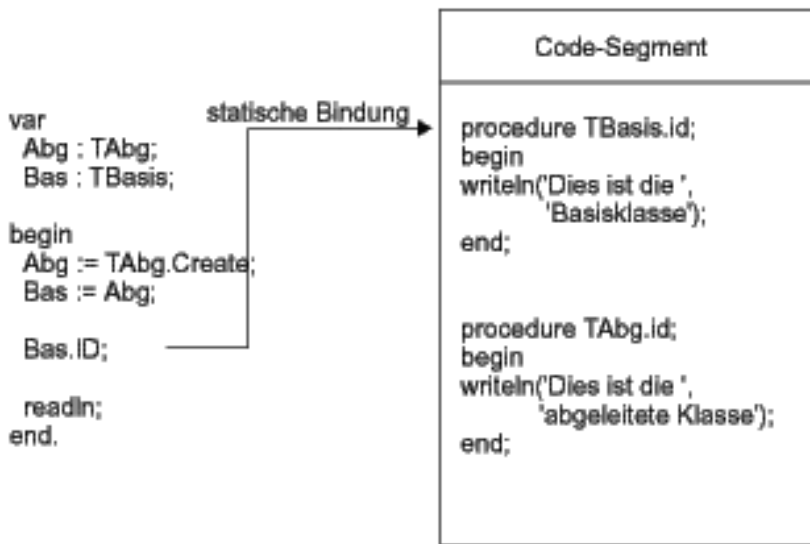 var
Abg : TAbg;
Bas : TBasis;
begin
Abg := TAbg.Create;
Bas := Abg;
Bas.ID;
readln;
end.
statische Bindung
Code-Segment
procedure TBasis.id;
begin
writeln('Dies ist die ',
'Basisklasse');
end;
procedure TAbg.id;
begin
writeln('Dies ist die ',
'abgeleitete Klasse');
end;